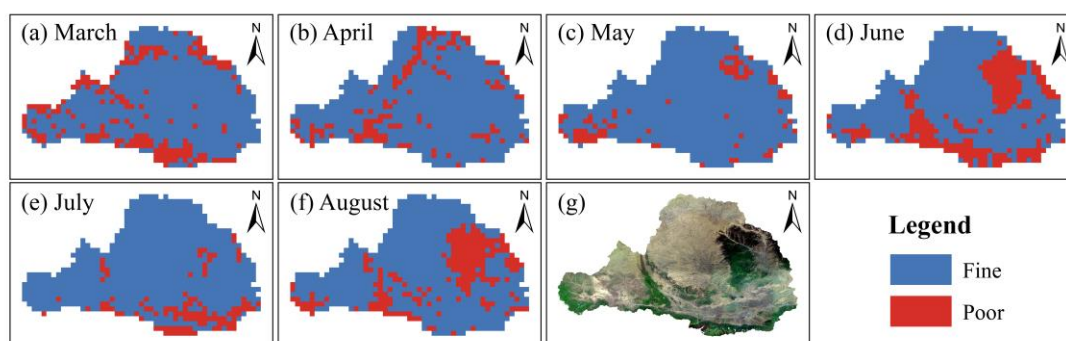 (a) March
N
(b) April
N
(c) May
N
(d) June
N
(e) July
N
(f) August
N
(g)
N
Legend
Fine
Poor